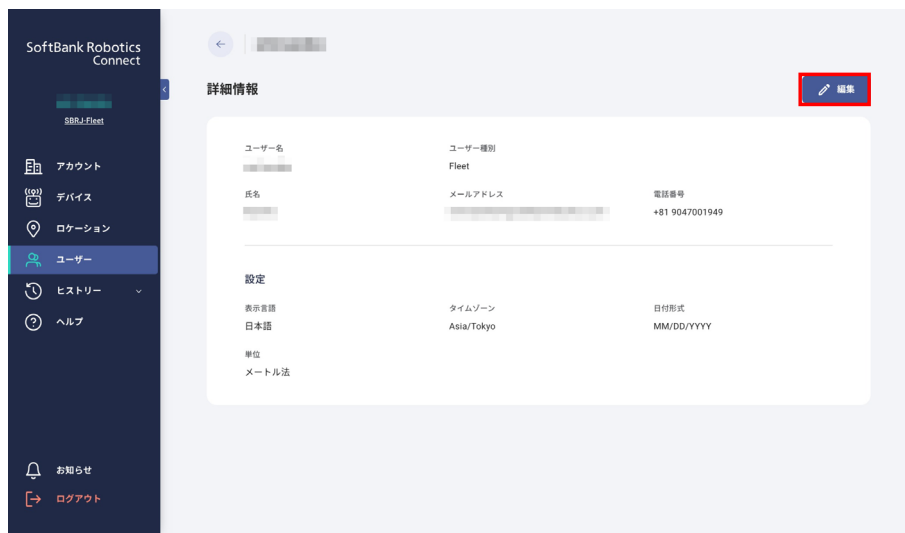 SoftBank Robotics
Connect
SBRJ-Fleet
アカウント
デバイス
ロケーション
ユーザー
ヒストリー
ヘルプ
お知らせ
ログアウト
詳細情報
編集
ユーザー名
ユーザー種別
Fleet
氏名
メールアドレス
電話番号
+81 9047001949
設定
表示言語
タイムゾーン
日付形式
日本語
Asia/Tokyo
MM/DD/YYYY
単位
メートル法